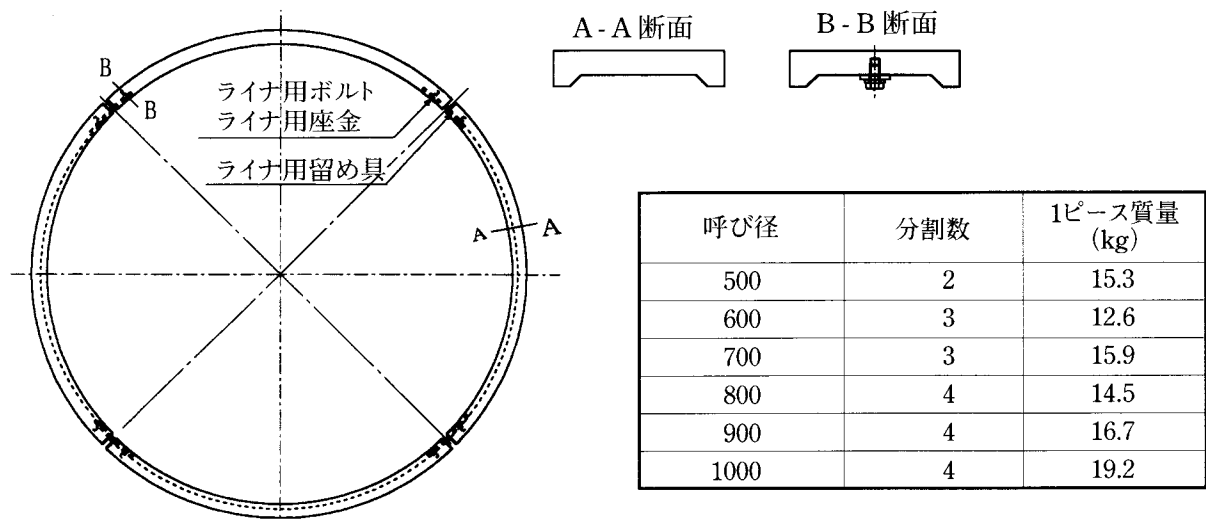 A - A 断面
B - B 断面
B
B
ライナ用ボルト
ライナ用座金
ライナ用留め具
A
A
呼び径 分割数 1ピース質量
(kg)
500 2 15.3
600 3 12.6
700 3 15.9
800 4 14.5
900 4 16.7
1000 4 19.2